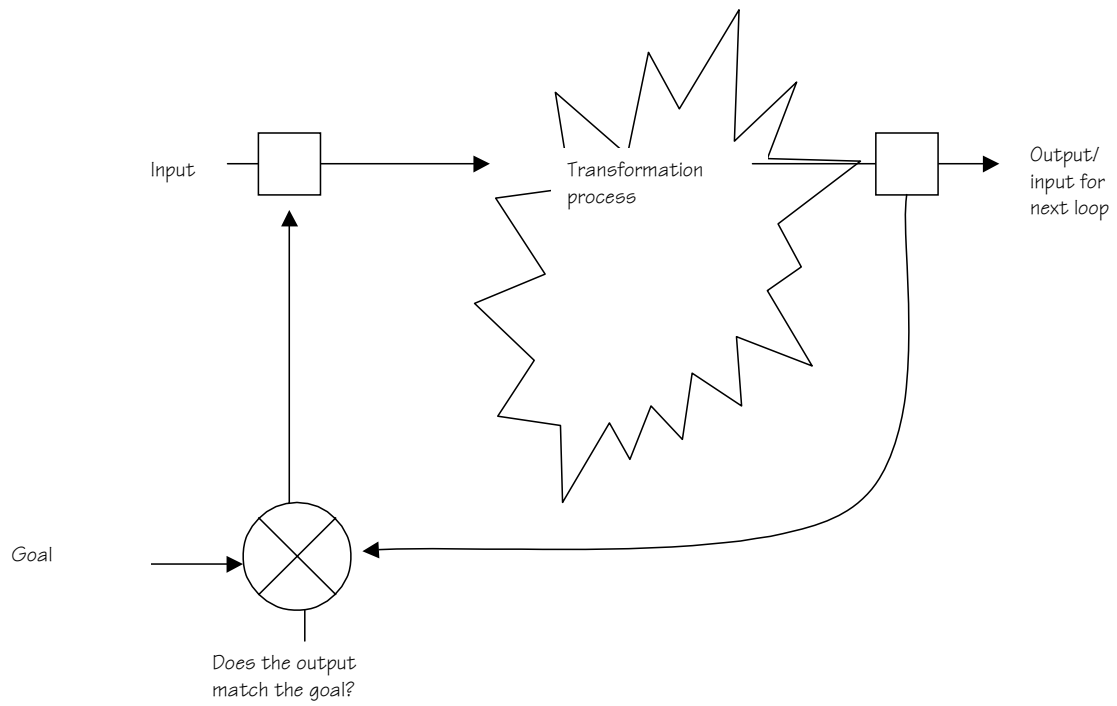 Input
Transformation
process
Output/
input for
next loop
Goal
Does the output
match the goal?